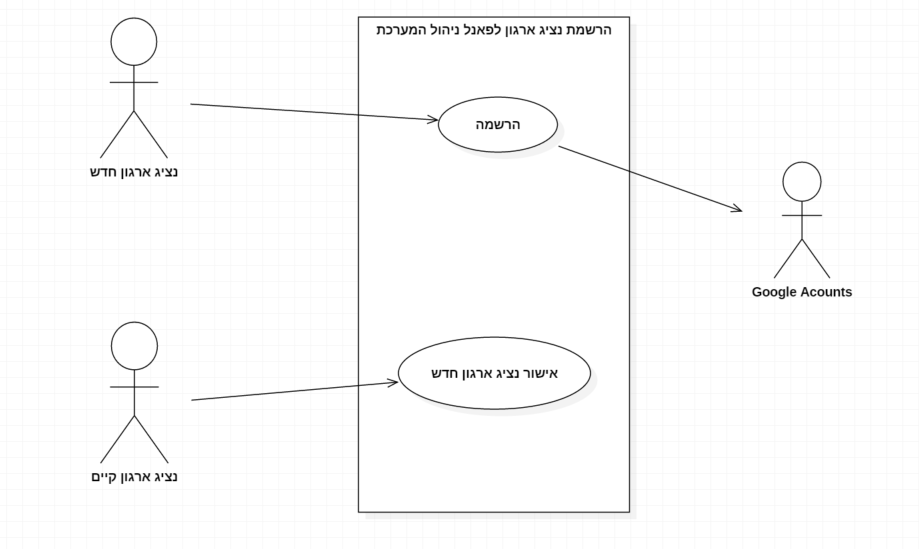 הרשמת נציג ארגון לפאנל ניהול המערכת
הרשמה
נציג ארגון חדש
Google Acounts
אישור נציג ארגון חדש
נציג ארגון קיים